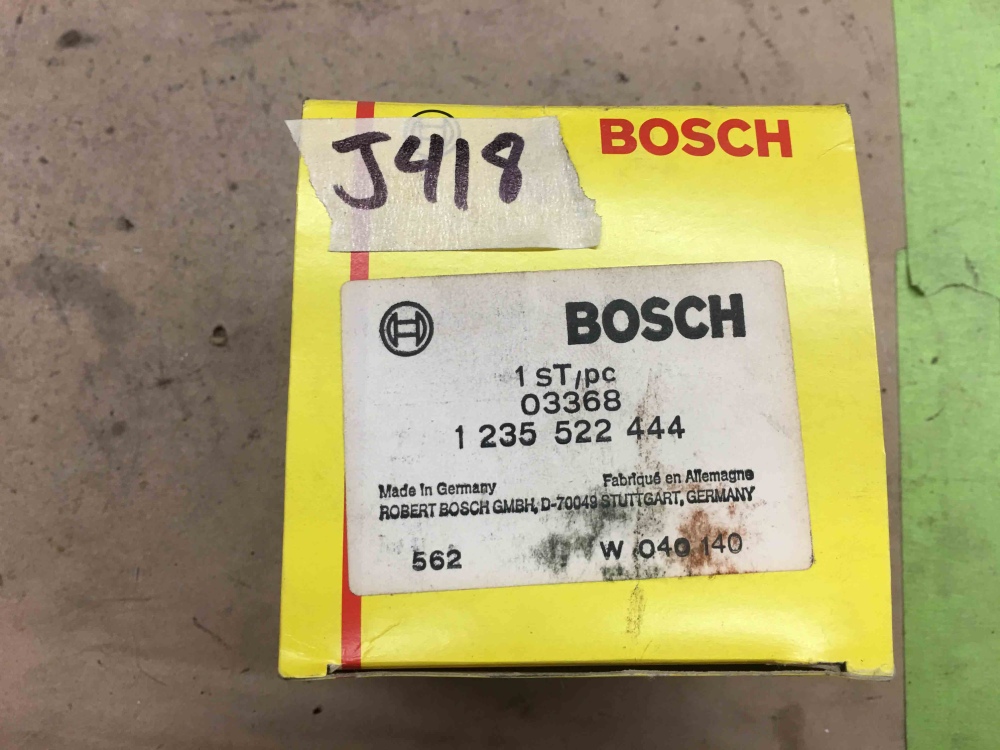 J418
BOSCH
BOSCH
1 ST/pc
03368
1 235 522 444
Made in Germany Fabriqué en Allemagne
ROBERT BOSCH GMBH, D-70049 STUTTGART, GERMANY
562 W 040 140